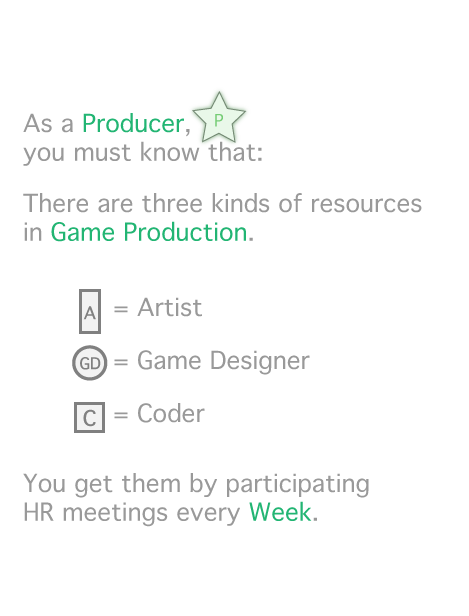 As a Producer, P
you must know that:
There are three kinds of resources
in Game Production.
A = Artist
GD = Game Designer
C = Coder
You get them by participating
HR meetings every Week.